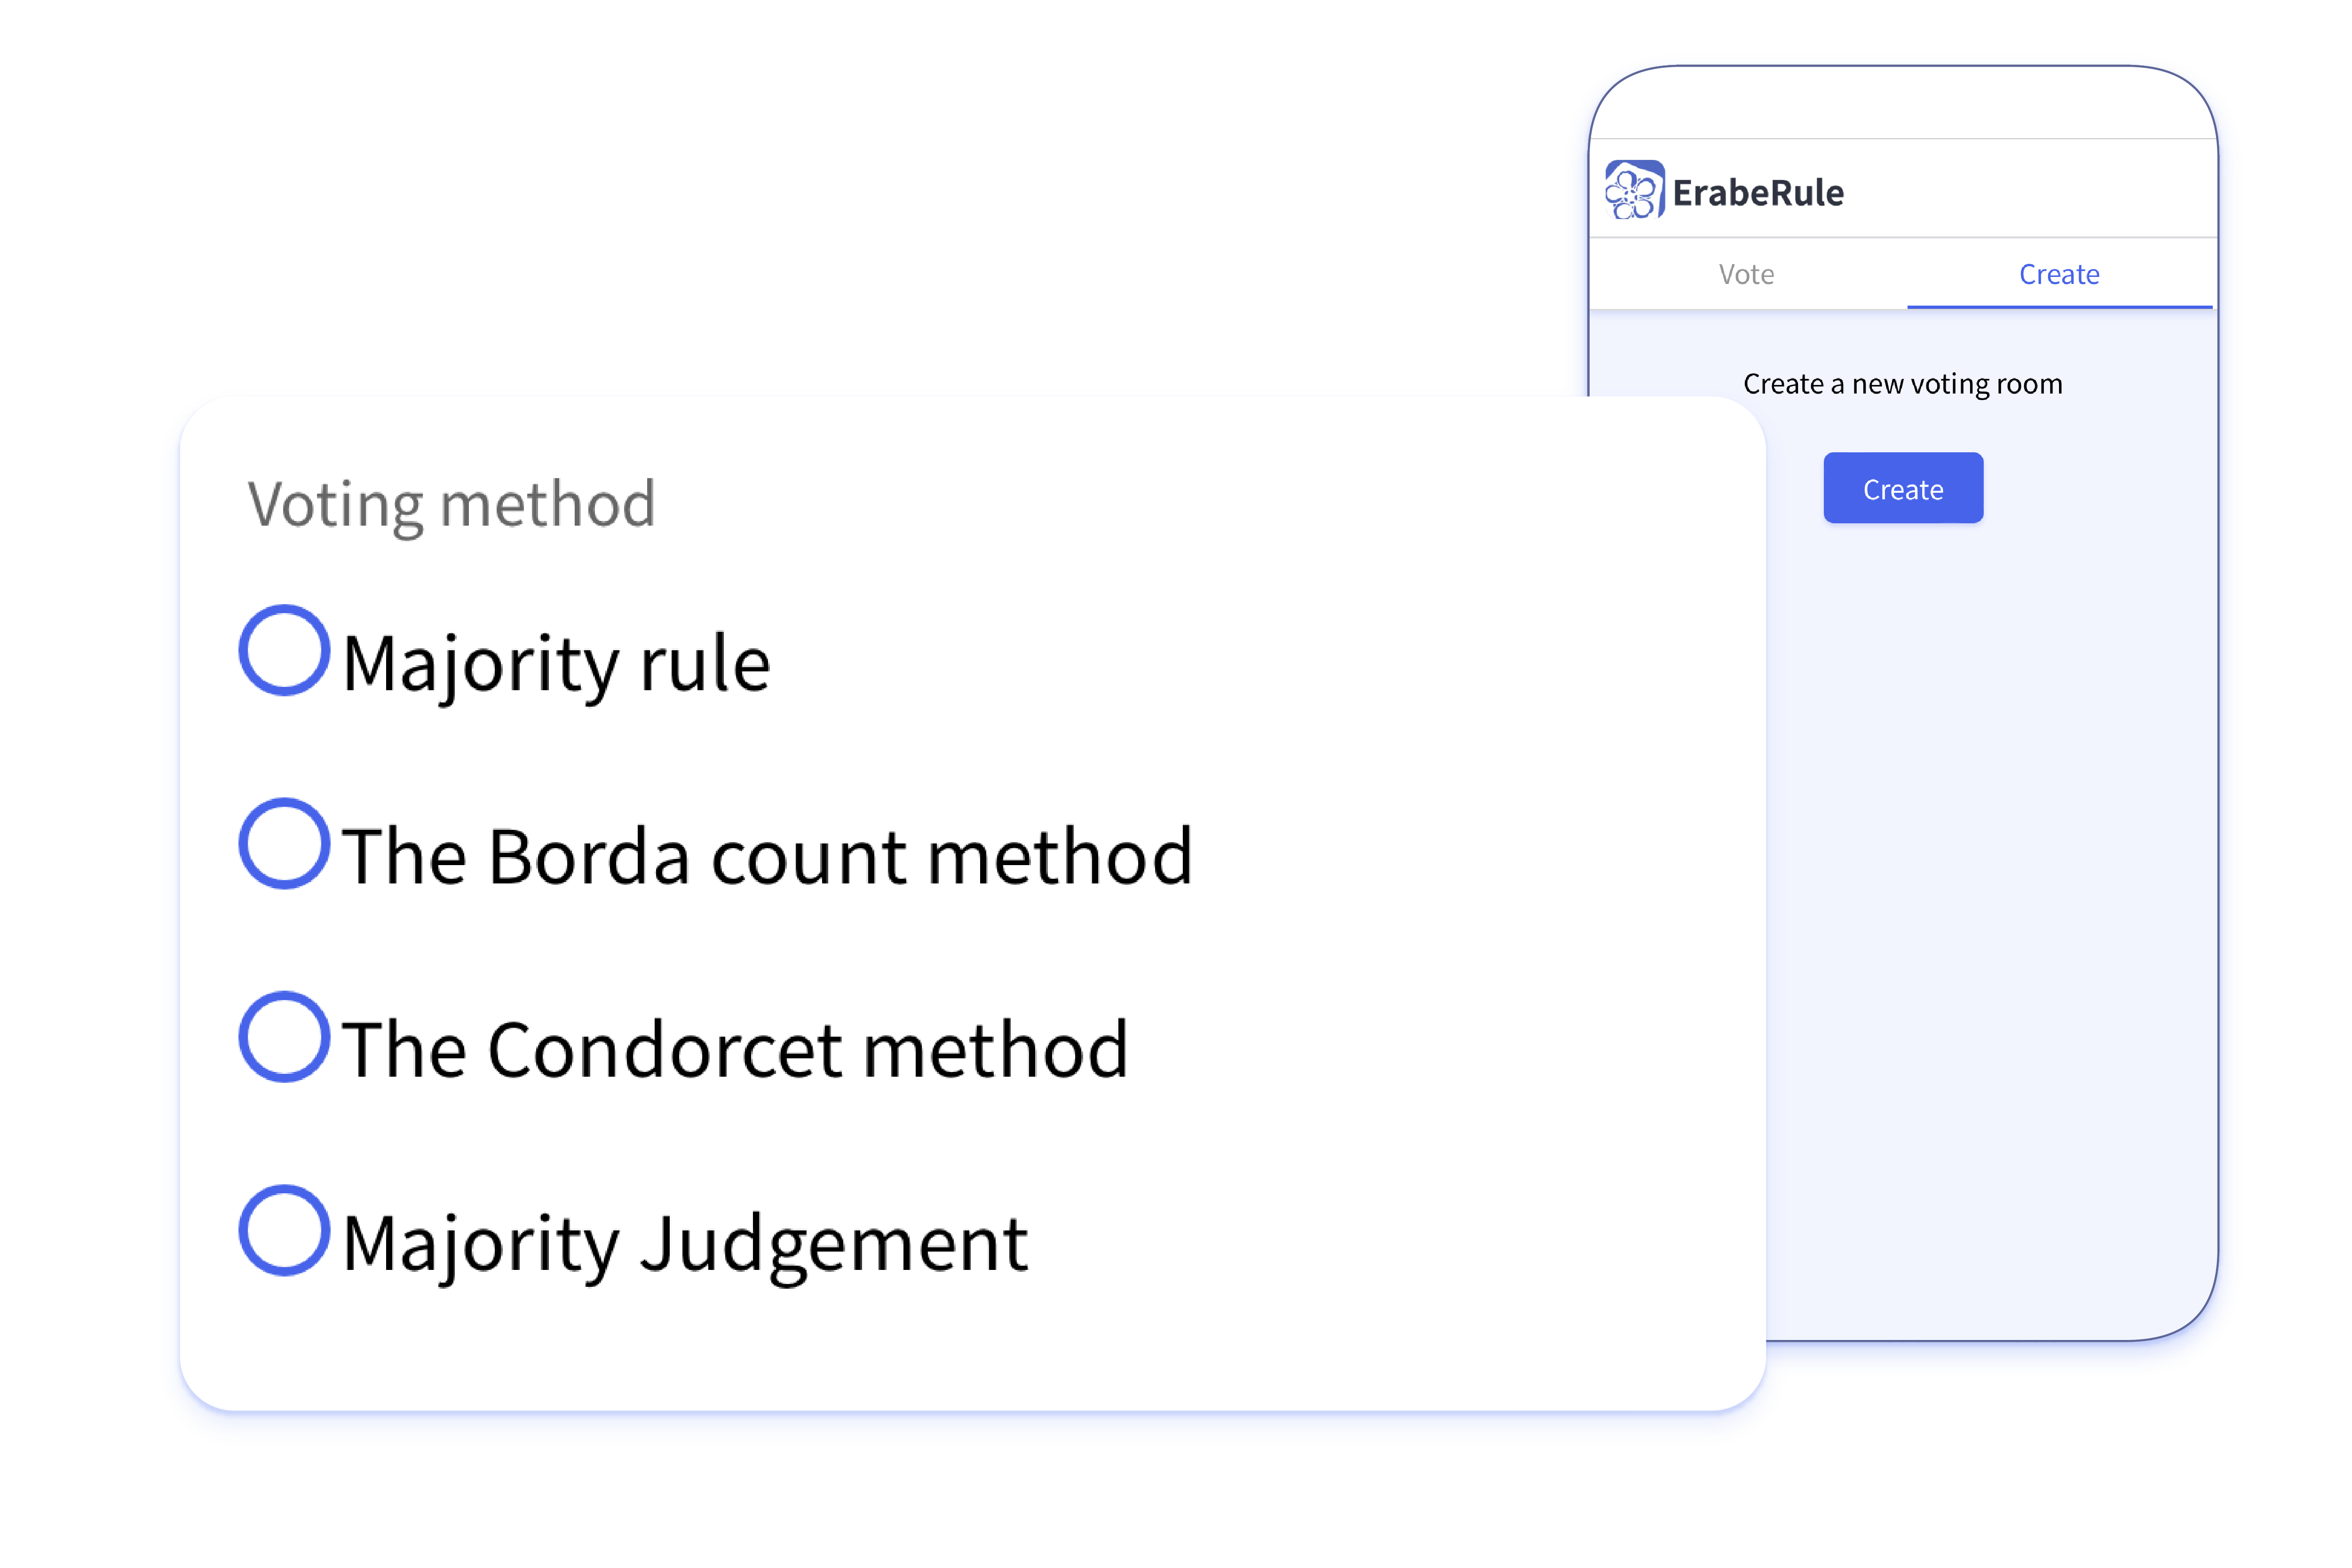 ErabeRule
Vote
Create
Create a new voting room
Create
Voting method
Majority rule
The Borda count method
The Condorcet method
Majority Judgement